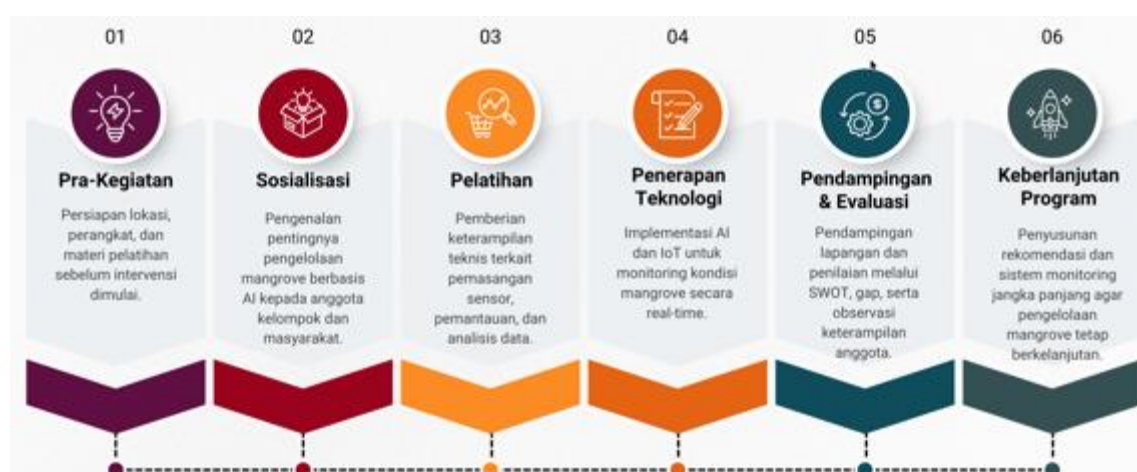 01
02
03
04
05
06
Pra-Kegiatan
Persiapan lokasi,
perangkat, dan
materi pelatihan
sebelum intervensi
dimulai.
Sosialisasi
Pengenalan
pentingnya
pengelolaan
mangrove berbasis
AI kepada anggota
kelompok dan
masyarakat.
Pelatihan
Pemberian
keterampilan
teknis terkait
pemasangan
sensor,
pemantauan, dan
analisis data.
Penerapan
Teknologi
Implementasi AI
dan IoT untuk
monitoring kondisi
mangrove secara
real-time.
Pendampingan
& Evaluasi
Pendampingan
lapangan dan
penilaian melalui
SWOT, gap, serta
observasi
keterampilan
anggota.
Keberlanjutan
Program
Penyusunan
rekomendasi dan
sistem monitoring
jangka panjang agar
pengelolaan
mangrove tetap
berkelanjutan.